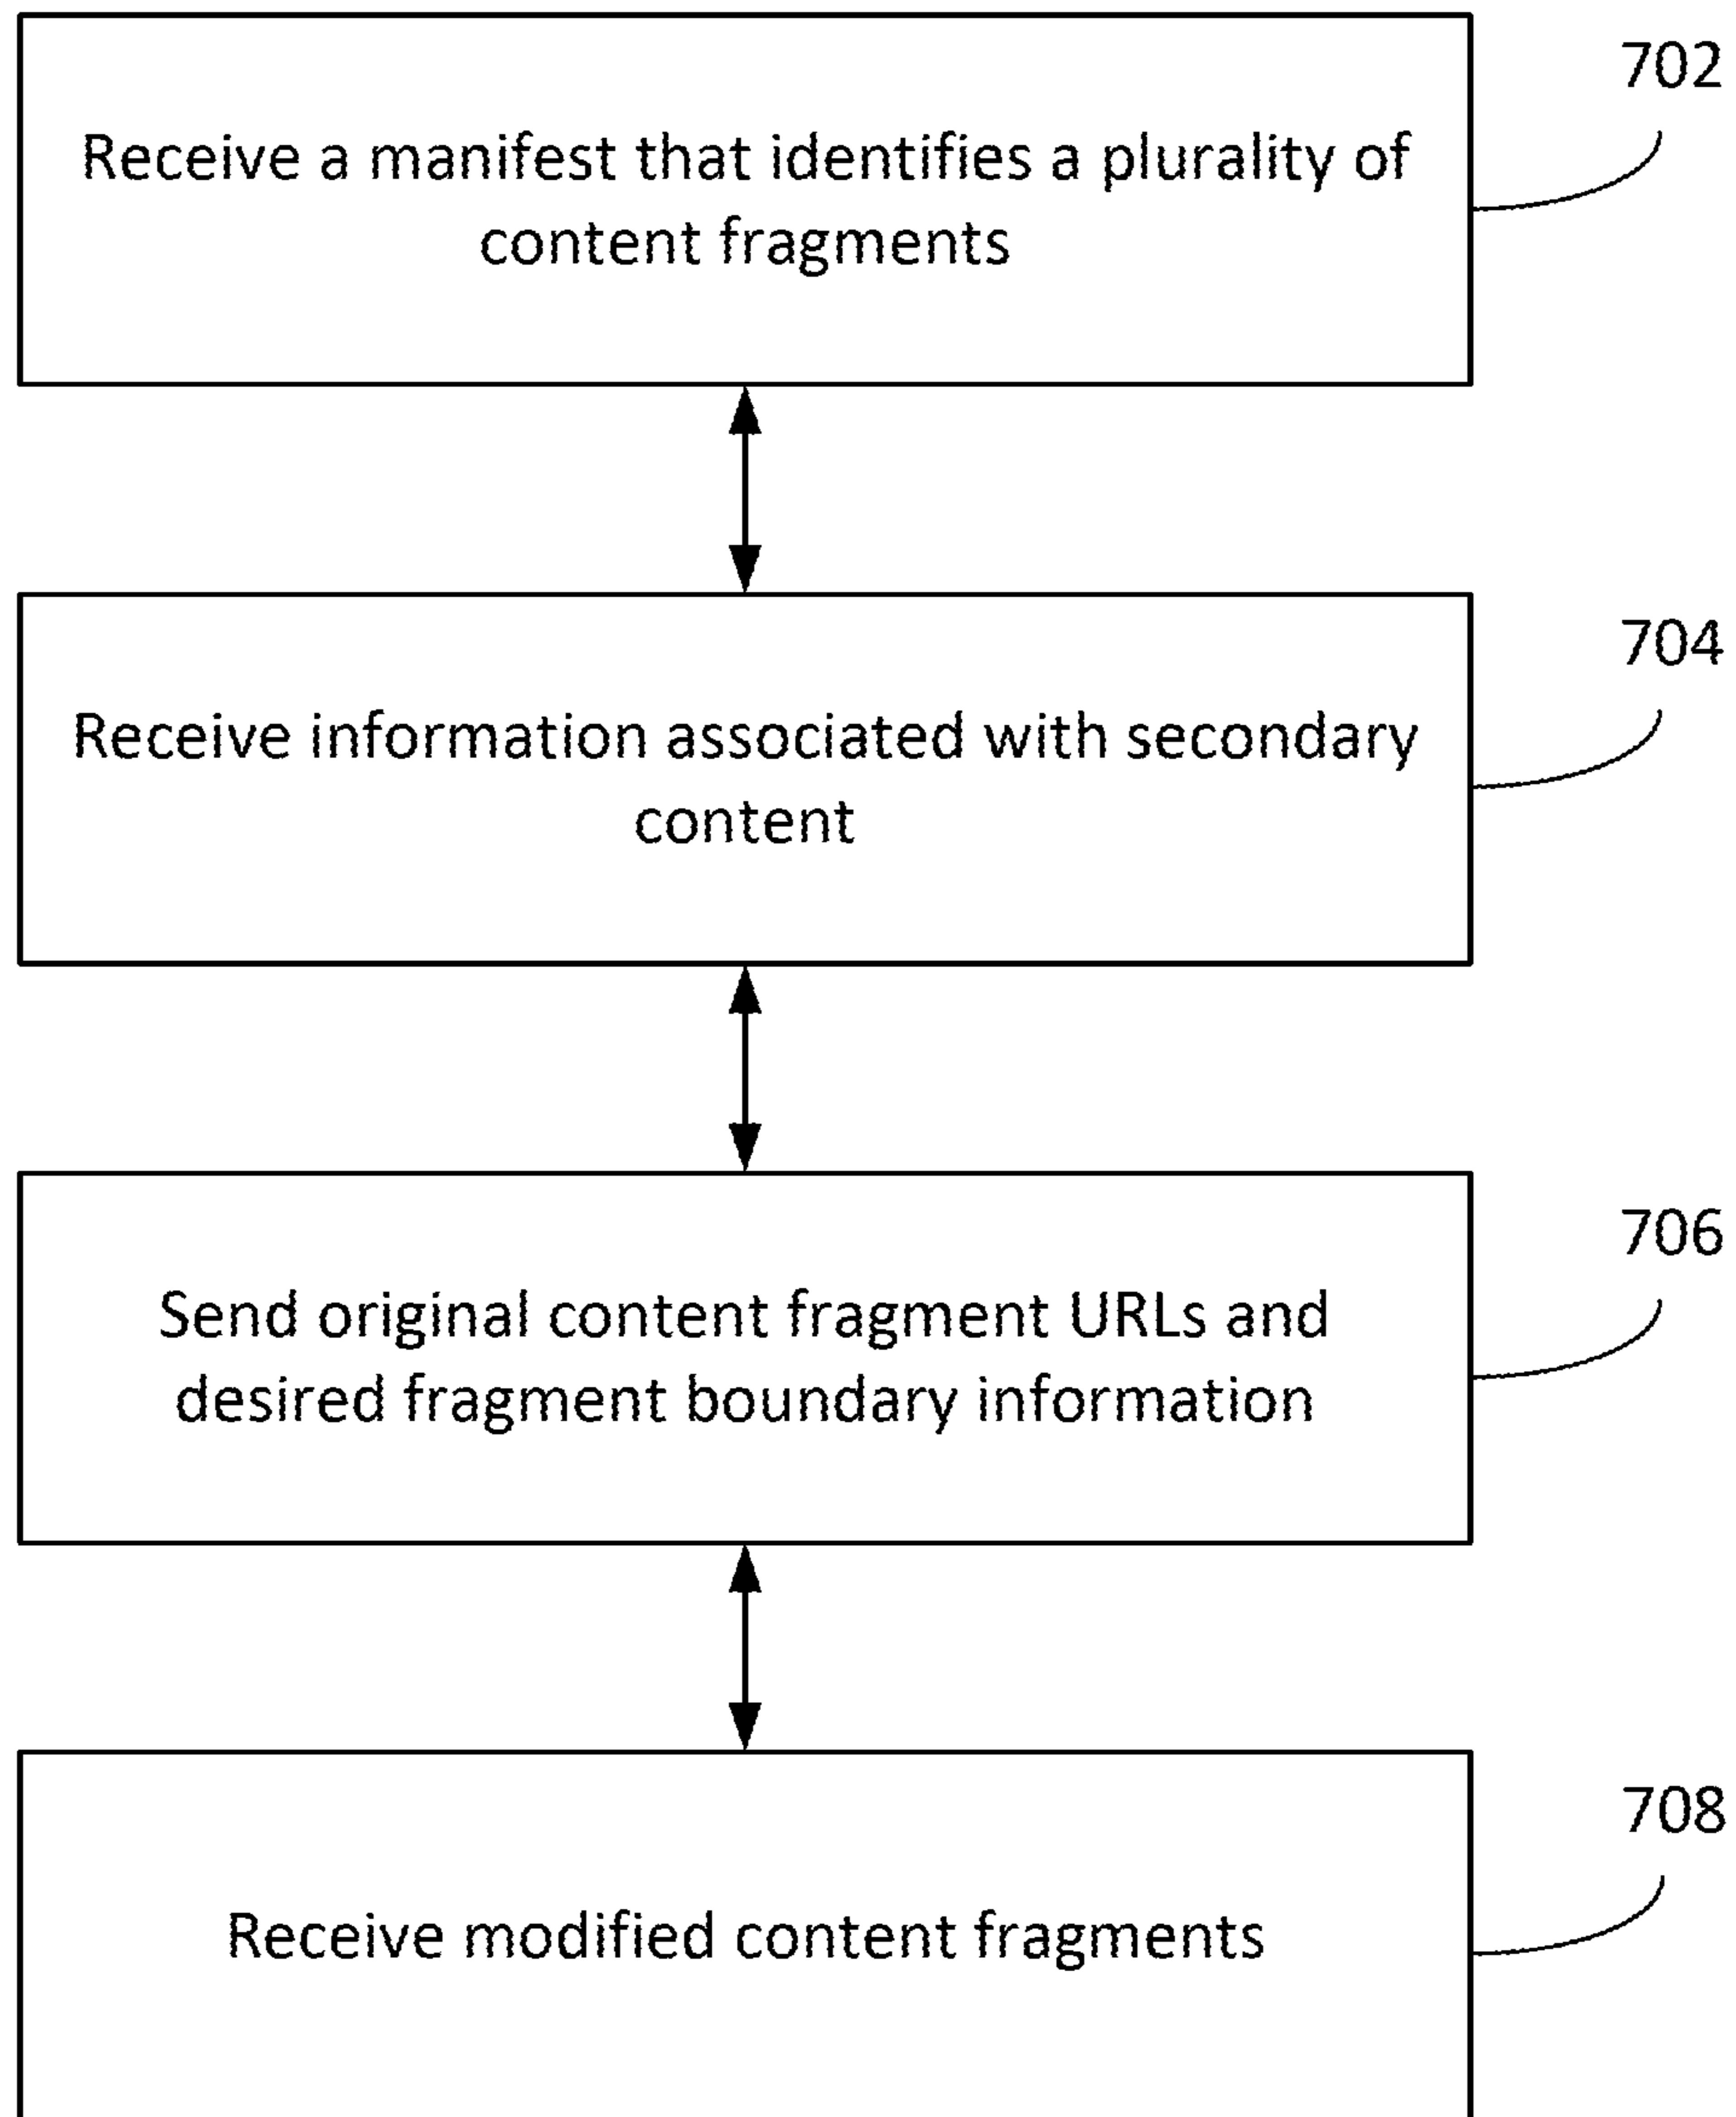 702
Receive a manifest that identifies a plurality of
content fragments
704
Receive information associated with secondary
content
706
Send original content fragment URLs and
desired fragment boundary information
708
Receive modified content fragments